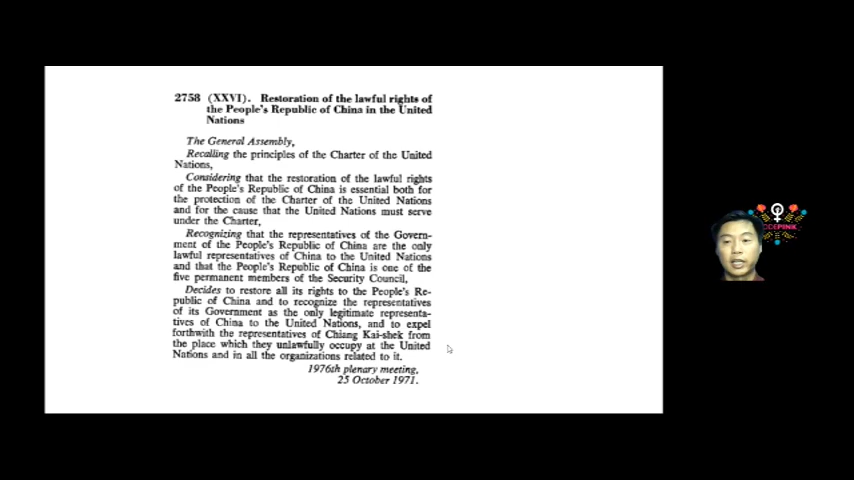 2758 (XXVI). Restoration of the lawful rights of
the People's Republic of China in the United
Nations
The General Assembly,
Recalling the principles of the Charter of the United
Nations,
Considering that the restoration of the lawful rights
of the People's Republic of China is essential both for
the protection of the Charter of the United Nations
and for the cause that the United Nations must serve
under the Charter,
Recognizing that the representatives of the Govern-
ment of the People's Republic of China are the only
lawful representatives of China to the United Nations
and that the People's Republic of China is one of the
five permanent members of the Security Council,
Decides to restore all its rights to the People's Re-
public of China and to recognize the representatives
of its Government as the only legitimate representa-
tives of China to the United Nations, and to expel
forthwith the representatives of Chiang Kai-shek from
the place which they unlawfully occupy at the United
Nations and in all the organizations related to it.
1976th plenary meeting,
25 October 1971.